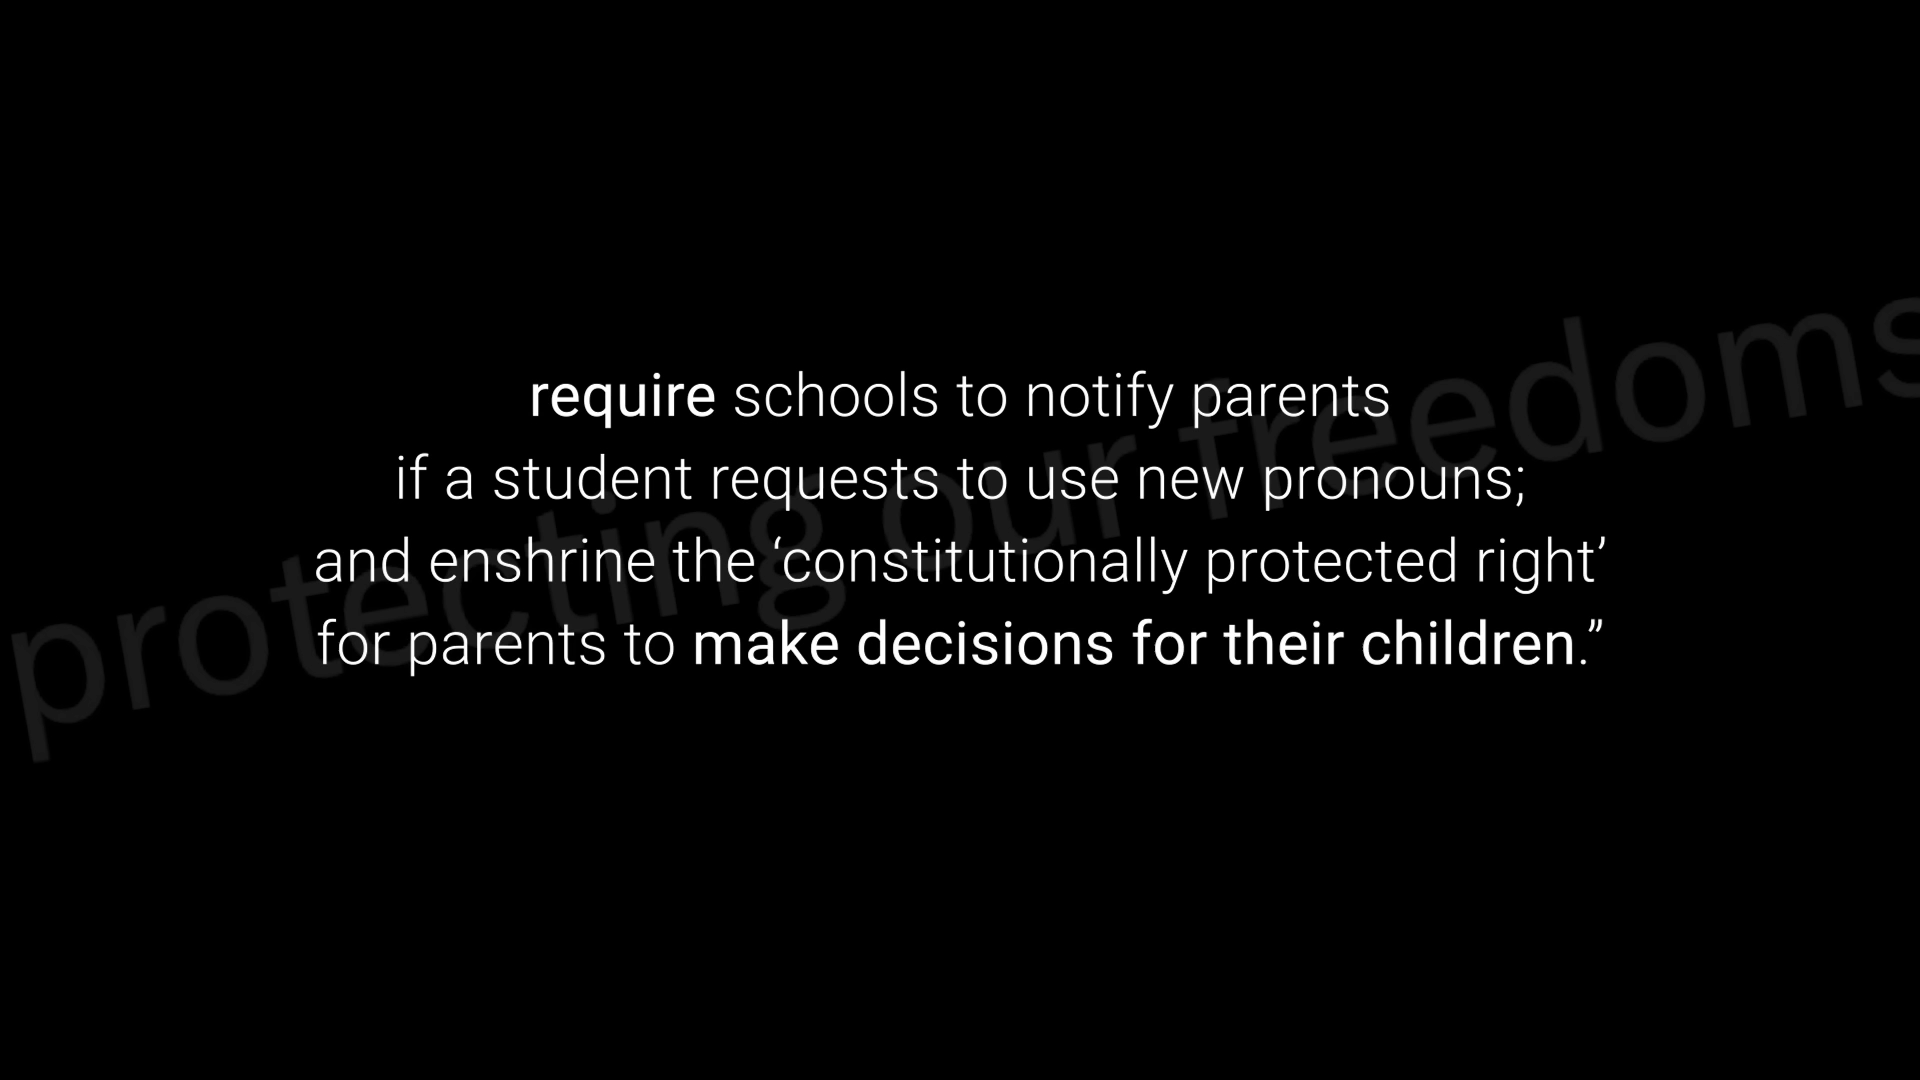 require schools to notify parents
if a student requests to use new pronouns;
and enshrine the ‘constitutionally protected right’
for parents to make decisions for their children.”
protecting our freedoms